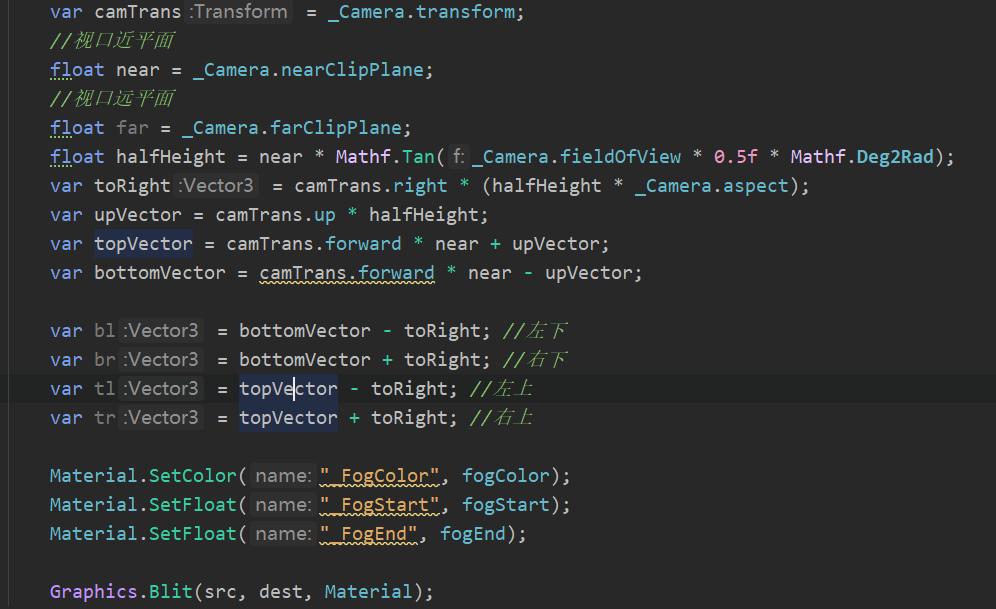 var camTrans :Transform = _Camera.transform;
//视口近平面
float near = _Camera.nearClipPlane;
//视口远平面
float far = _Camera.farClipPlane;
float halfHeight = near * Mathf.Tan( f: _Camera.fieldOfView * 0.5f * Mathf.Deg2Rad);
var toRight :Vector3 = camTrans.right * (halfHeight * _Camera.aspect);
var upVector = camTrans.up * halfHeight;
var topVector = camTrans.forward * near + upVector;
var bottomVector = camTrans.forward * near - upVector;
var bl :Vector3 = bottomVector - toRight; //左下
var br :Vector3 = bottomVector + toRight; //右下
var tl :Vector3 = topVector - toRight; //左上
var tr :Vector3 = topVector + toRight; //右上
Material.SetColor( name: "_FogColor", fogColor);
Material.SetFloat( name: "_FogStart", fogStart);
Material.SetFloat( name: "_FogEnd", fogEnd);
Graphics.Blit(src, dest, Material);